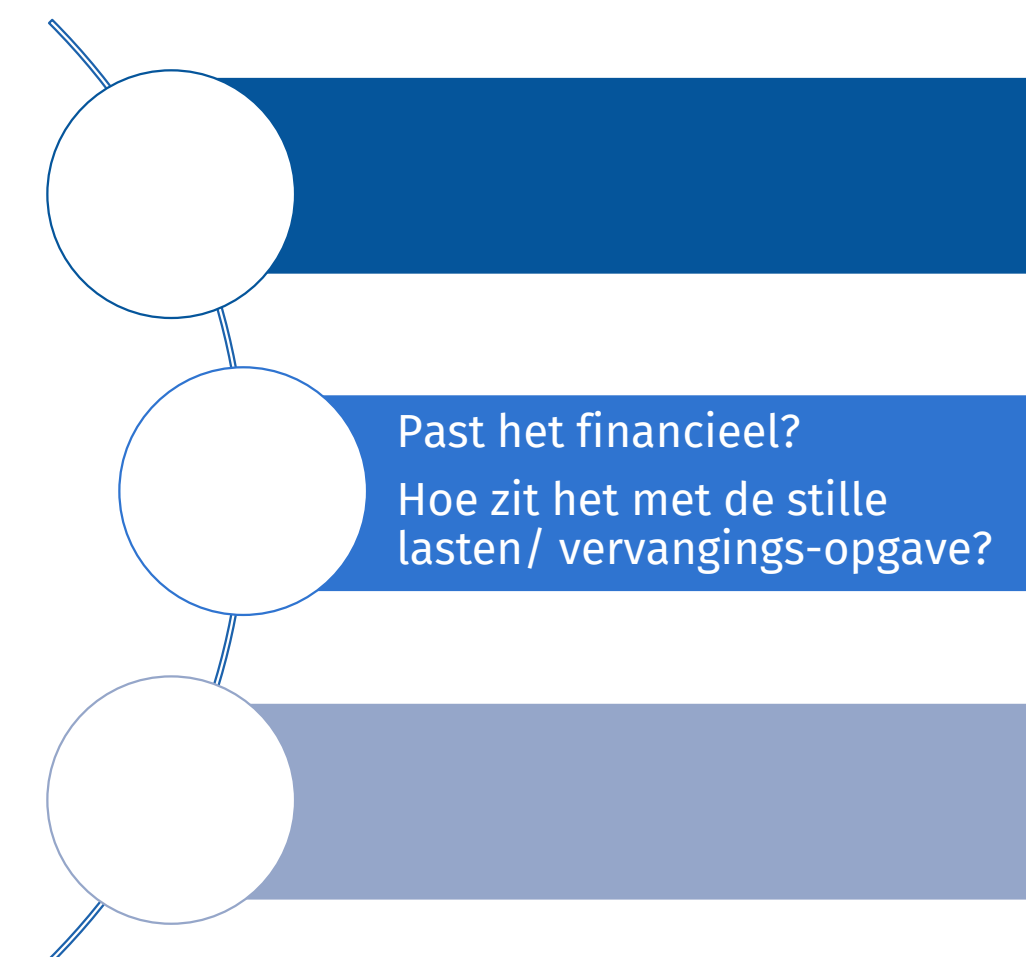 Past het financieel?
Hoe zit het met de stille
lasten/ vervangings-opgave?